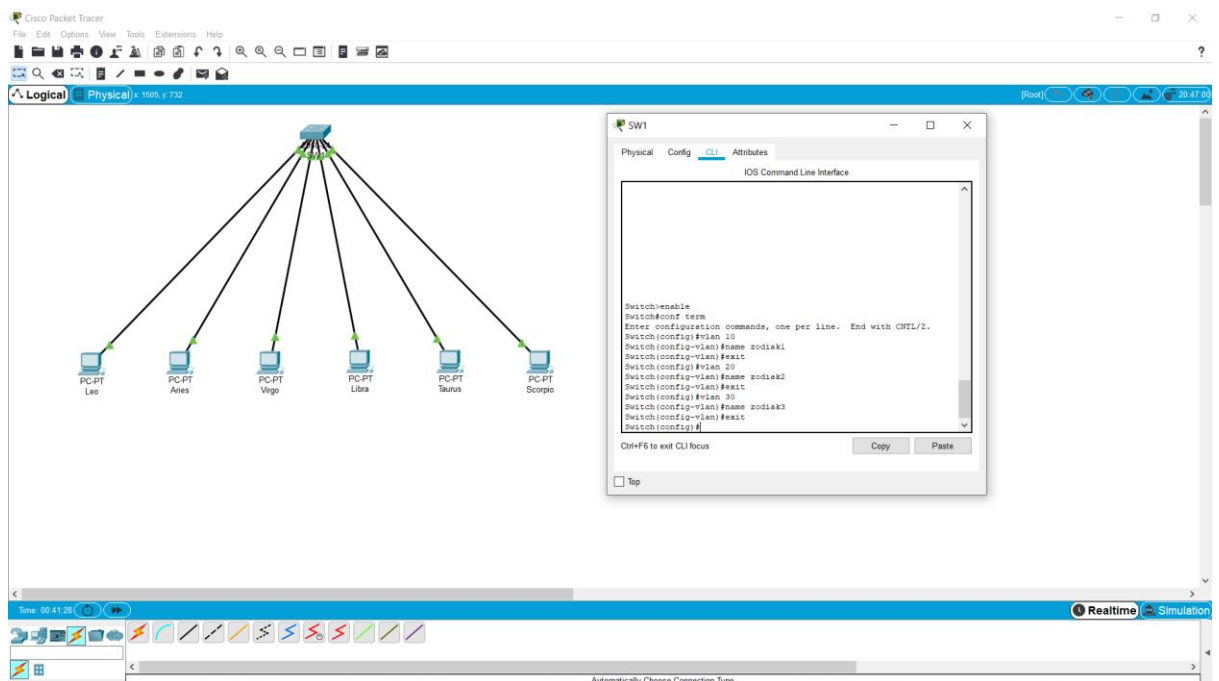 Cisco Packet Tracer
File Edit Options View Tools Extensions Help
?
Logical Physical x: 1505, y: 732 [Root] 20:47:00
SW1
Physical Config CLI Attributes
IOS Command Line Interface
Switch>enable
Switch#conf term
Enter configuration commands, one per line. End with CNTL/Z.
Switch(config)#vlan 10
Switch(config-vlan)#name zodiak1
Switch(config-vlan)#exit
Switch(config)#vlan 20
Switch(config-vlan)#name zodiak2
Switch(config-vlan)#exit
Switch(config)#vlan 30
Switch(config-vlan)#name zodiak3
Switch(config-vlan)#exit
Switch(config)#
Ctrl+F6 to exit CLI focus Copy Paste
Top
SW1
PC-PT PC-PT PC-PT PC-PT PC-PT PC-PT
Leo Aries Virgo Libra Taurus Scorpio
Time: 00:41:28 Realtime Simulation
Automatically Choose Connection Type